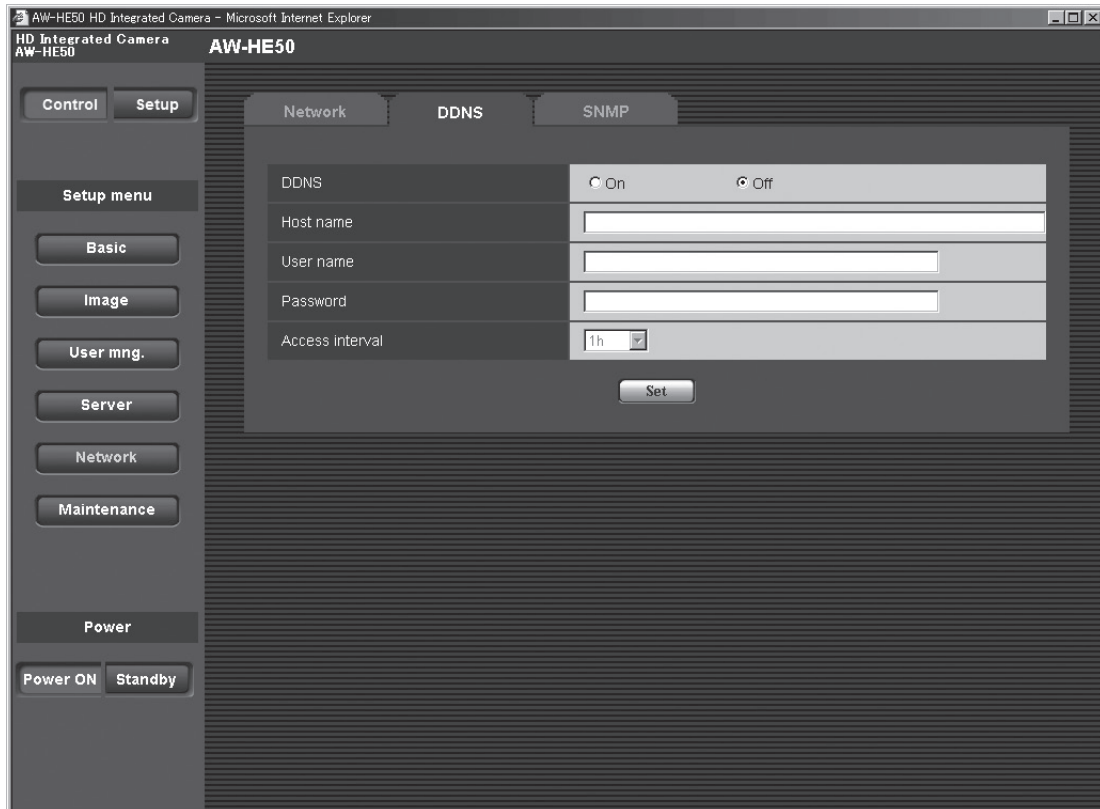 AW-HE50 HD Integrated Camera - Microsoft Internet Explorer
HD Integrated Camera
AW-HE50
AW-HE50
Control
Setup
Setup menu
Basic
Image
User mng.
Server
Network
Maintenance
Power
Power ON
Standby
Network
DDNS
SNMP
DDNS
On
Off
Host name
User name
Password
Access interval
1h
Set